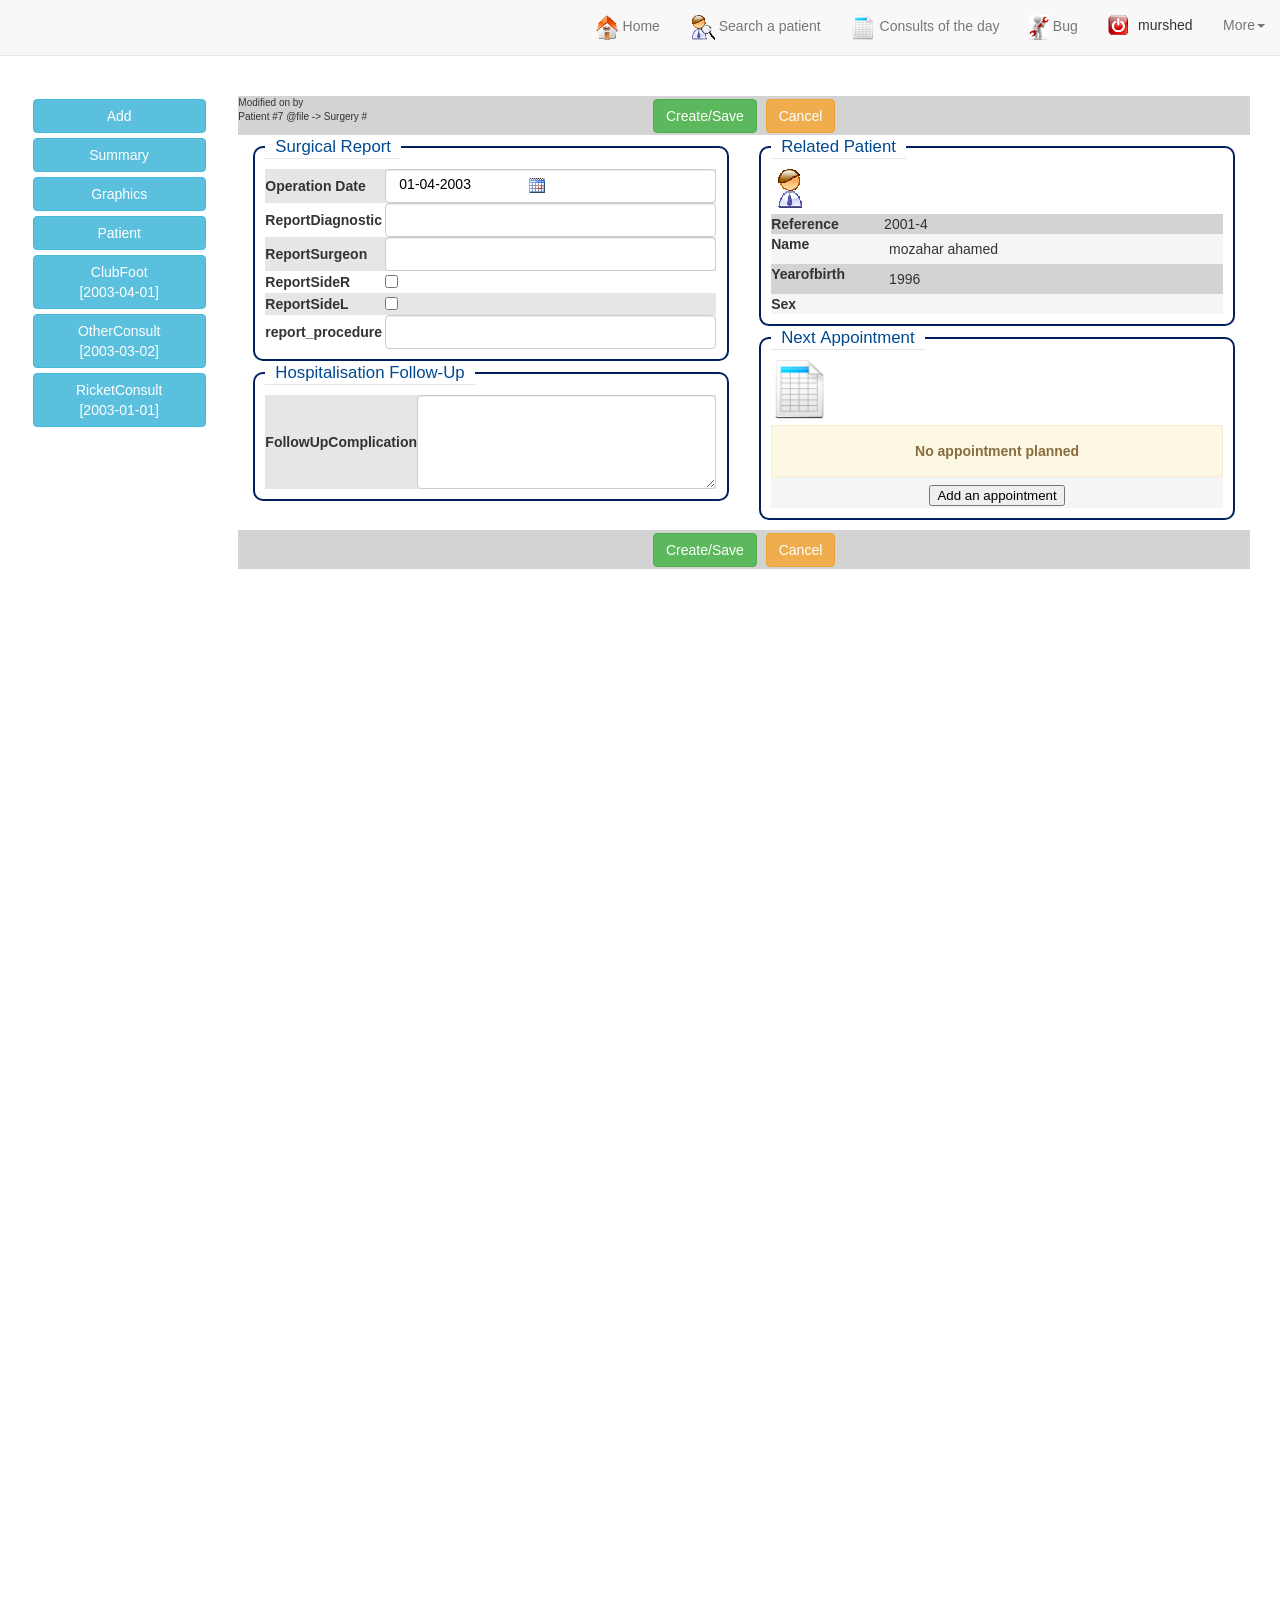 Home
Search a patient
Consults of the day
Bug
murshed
More
Add
Summary
Graphics
Patient
ClubFoot
[2003-04-01]
OtherConsult
[2003-03-02]
RicketConsult
[2003-01-01]
Modified on by
Patient #7 @file -> Surgery #
Create/Save
Cancel
Surgical Report
Operation Date
01-04-2003
ReportDiagnostic
ReportSurgeon
ReportSideR
ReportSideL
report_procedure
Hospitalisation Follow-Up
FollowUpComplication
Related Patient
Reference
2001-4
Name
mozahar ahamed
Yearofbirth
1996
Sex
Next Appointment
No appointment planned
Add an appointment
Create/Save
Cancel